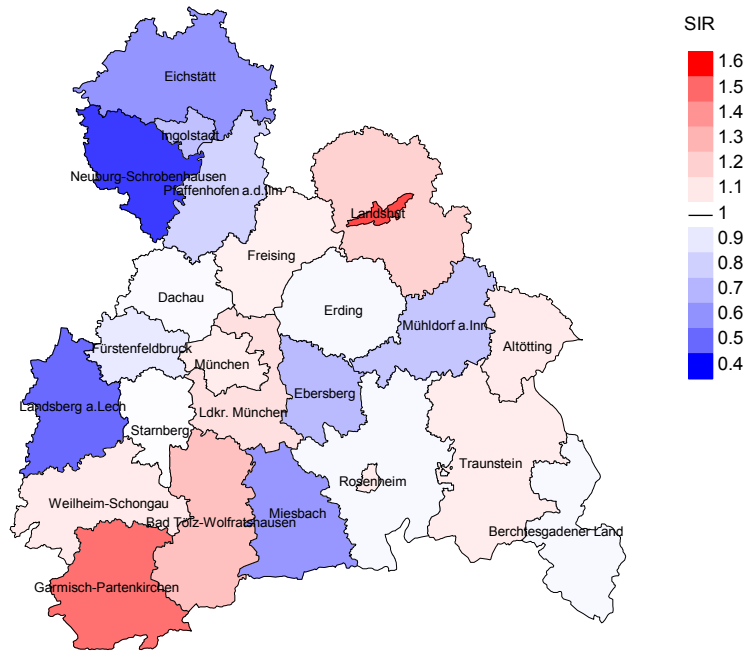 SIR
1.6
1.5
1.4
1.3
1.2
1.1
1
0.9
0.8
0.7
0.6
0.5
0.4
Eichstätt
Ingolstadt
Neuburg-Schrobenhausen
Pfaffenhofen a.d.Ilm
Landshut
Freising
Dachau
Erding
Mühldorf a.Inn
Altötting
Fürstenfeldbruck
München
Ebersberg
Landsberg a.Lech
Ldkr. München
Starnberg
Traunstein
Rosenheim
Weilheim-Schongau
Miesbach
Bad Tölz-Wolfratshausen
Berchtesgadener Land
Garmisch-Partenkirchen